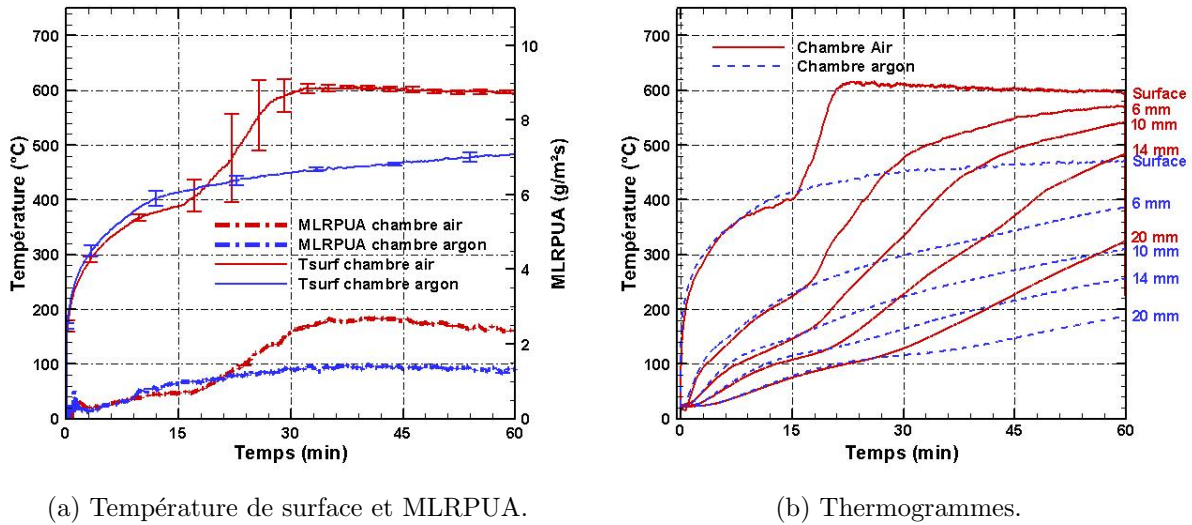 700
600
500
400
300
200
100
0
Température (°C)
0
15
30
45
60
Temps (min)
10
8
6
4
2
0
MLRPUA (g/m²s)
MLRPUA chambre air
MLRPUA chambre argon
Tsurf chambre air
Tsurf chambre argon
(a) Température de surface et MLRPUA.
700
600
500
400
300
200
100
0
Température (°C)
0
15
30
45
60
Temps (min)
Chambre Air
Chambre argon
Surface
6 mm
10 mm
14 mm
Surface
6 mm
20 mm
10 mm
14 mm
20 mm
(b) Thermogrammes.